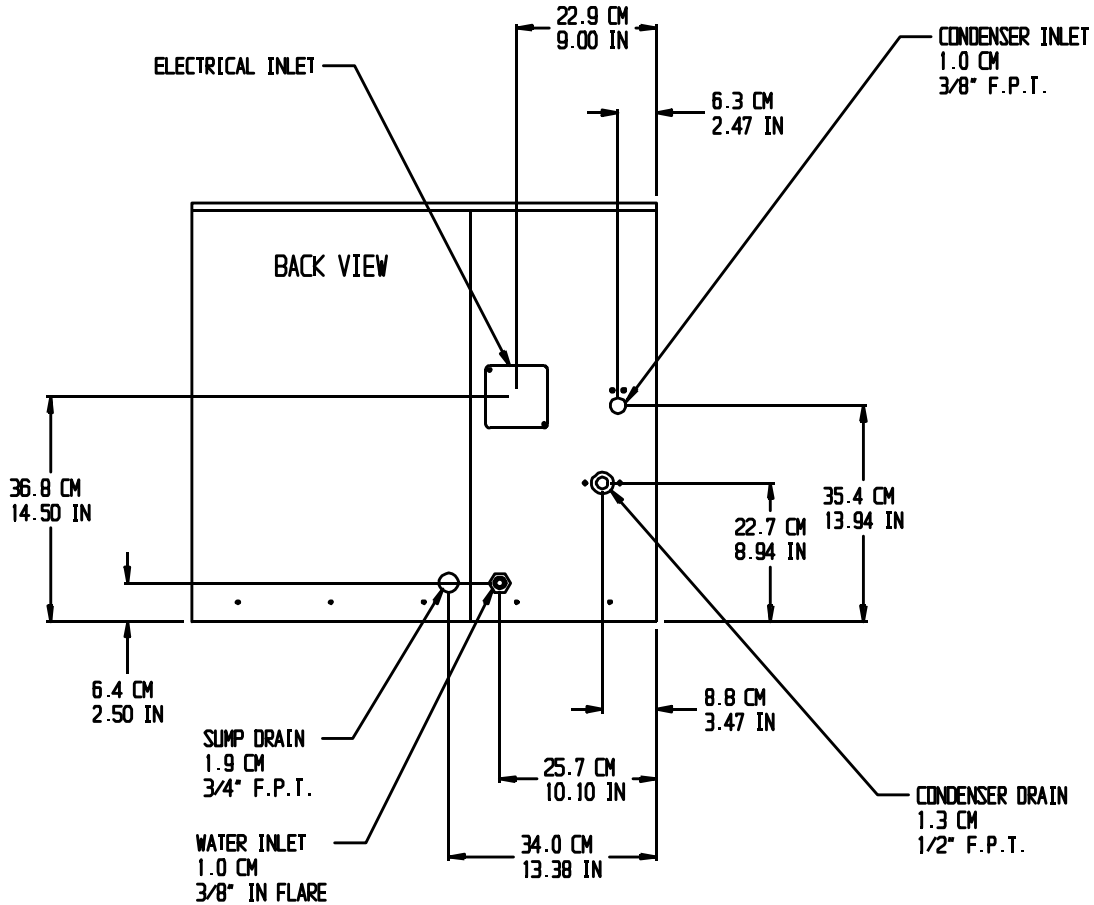 22.9 CM
9.00 IN
CONDENSER INLET
1.0 CM
3/8" F.P.T.
ELECTRICAL INLET
6.3 CM
2.47 IN
BACK VIEW
36.8 CM
14.50 IN
35.4 CM
13.94 IN
22.7 CM
8.94 IN
6.4 CM
2.50 IN
8.8 CM
3.47 IN
SUMP DRAIN
1.9 CM
3/4" F.P.T.
25.7 CM
10.10 IN
CONDENSER DRAIN
1.3 CM
1/2" F.P.T.
WATER INLET
1.0 CM
3/8" IN FLARE
34.0 CM
13.38 IN